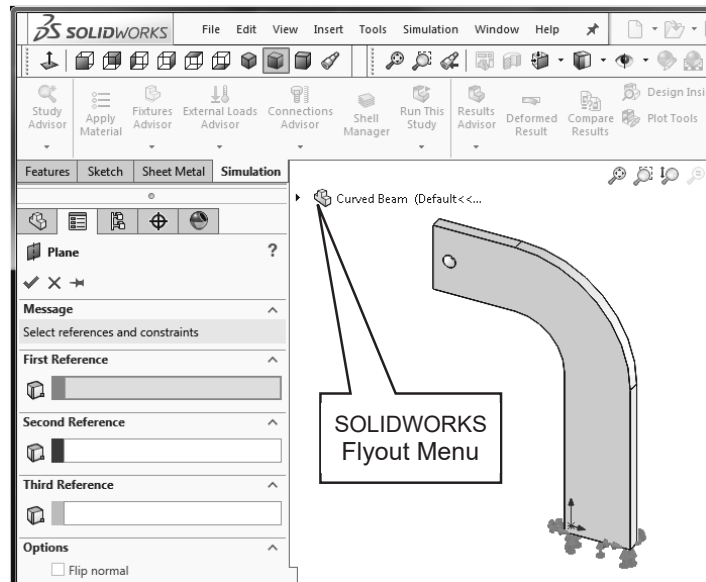 SOLIDWORKS File Edit View Insert Tools Simulation Window Help
Study Advisor
Apply Material
Fixtures Advisor
External Loads Advisor
Connections Advisor
Shell Manager
Run This Study
Results Advisor
Deformed Result
Compare Results
Design Insi
Plot Tools
Features Sketch Sheet Metal Simulation
Curved Beam (Default<<...
Plane ?
Message
Select references and constraints
First Reference
Second Reference
Third Reference
Options
Flip normal
SOLIDWORKS
Flyout Menu